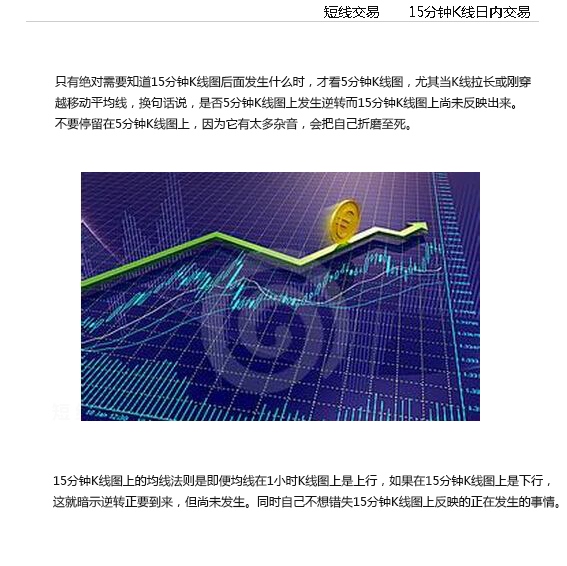 短线交易 15分钟K线日内交易
只有绝对需要知道15分钟K线图后面发生什么时，才看5分钟K线图，尤其当K线拉长或刚穿
越移动平均线，换句话说，是否5分钟K线图上发生逆转而15分钟K线图上尚未反映出来。
不要停留在5分钟K线图上，因为它有太多杂音，会把自己折磨至死。
15分钟K线图上的均线法则是即便均线在1小时K线图上是上行，如果在15分钟K线图上是下行，
这就暗示逆转正要到来，但尚未发生。同时自己不想错失15分钟K线图上反映的正在发生的事情。